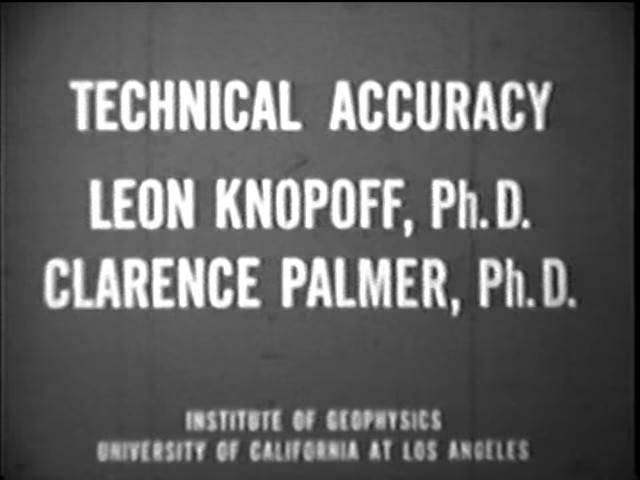 TECHNICAL ACCURACY
LEON KNOPOFF, Ph.D.
CLARENCE PALMER, Ph.D.
INSTITUTE OF GEOPHYSICS
UNIVERSITY OF CALIFORNIA AT LOS ANGELES